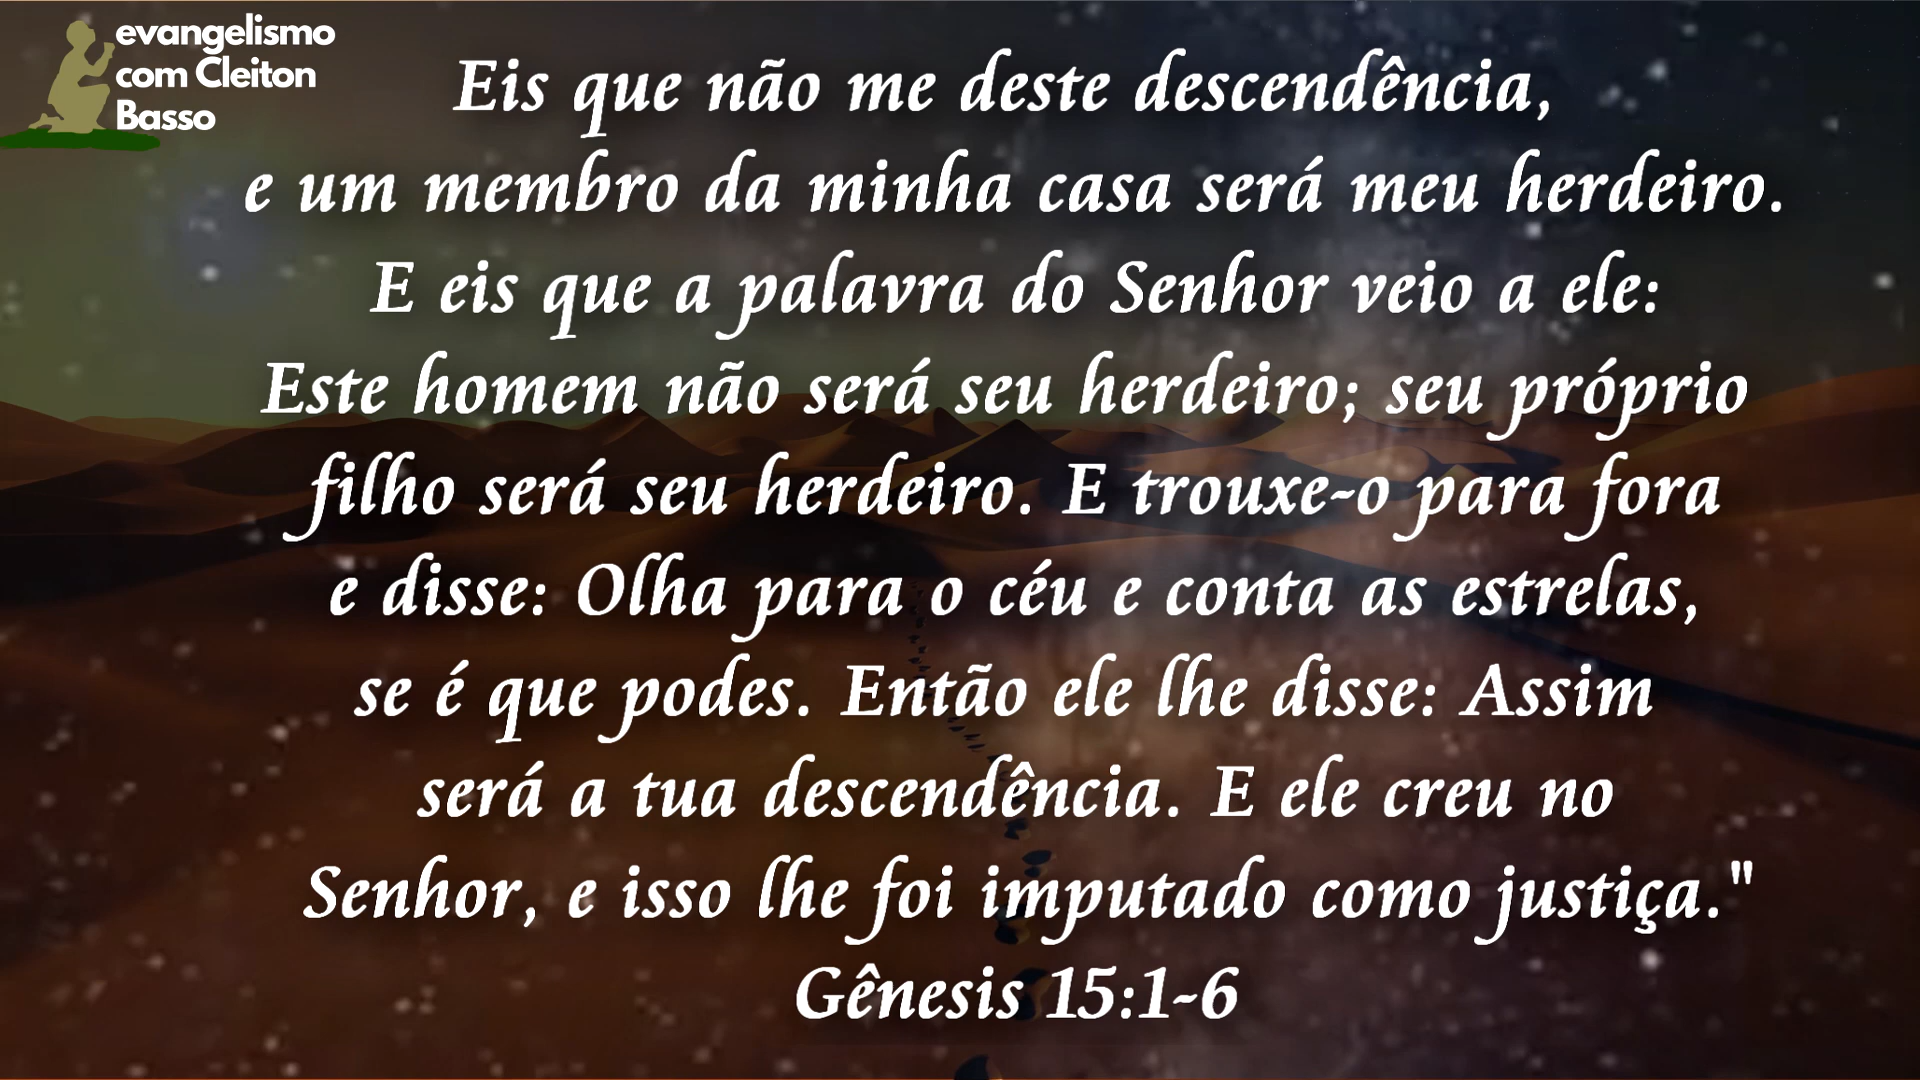 evangelismo
com Cleiton
Basso
Eis que não me deste descendência,
e um membro da minha casa será meu herdeiro.
E eis que a palavra do Senhor veio a ele:
Este homem não será seu herdeiro; seu próprio
filho será seu herdeiro. E trouxe-o para fora
e disse: Olha para o céu e conta as estrelas,
se é que podes. Então ele lhe disse: Assim
será a tua descendência. E ele creu no
Senhor, e isso lhe foi imputado como justiça."
Gênesis 15:1-6